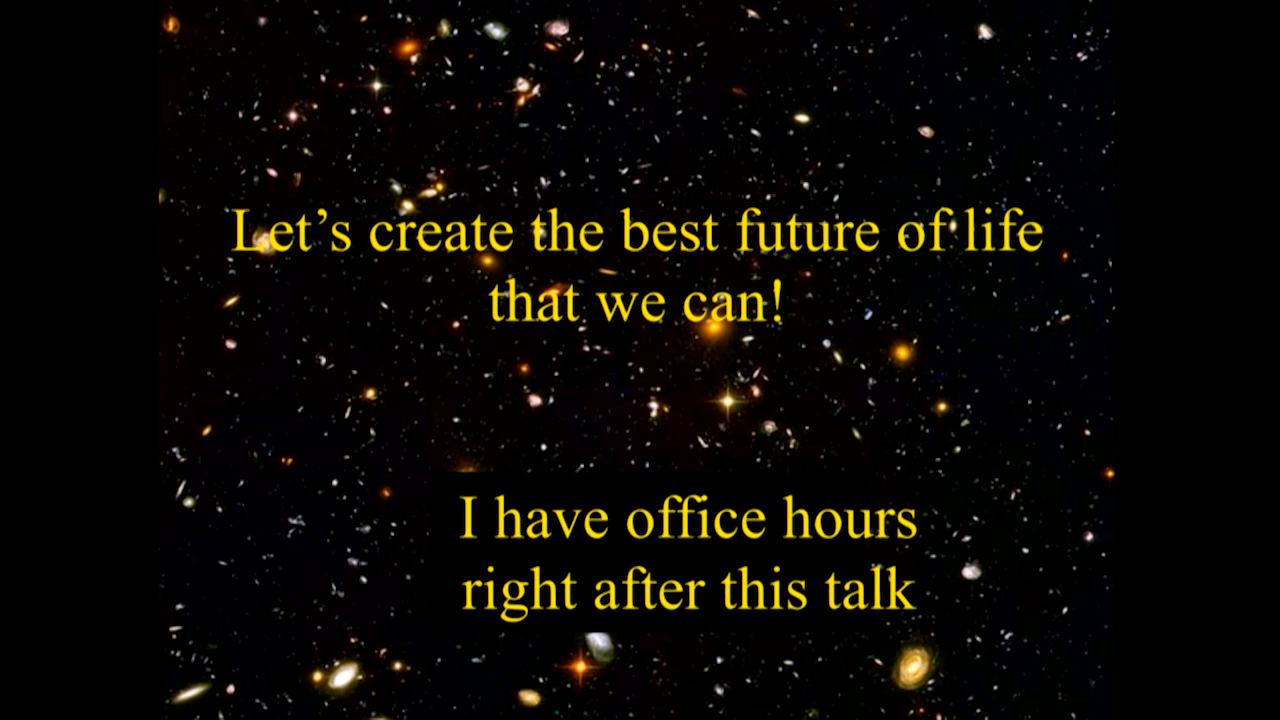 Let’s create the best future of life
that we can!
I have office hours
right after this talk